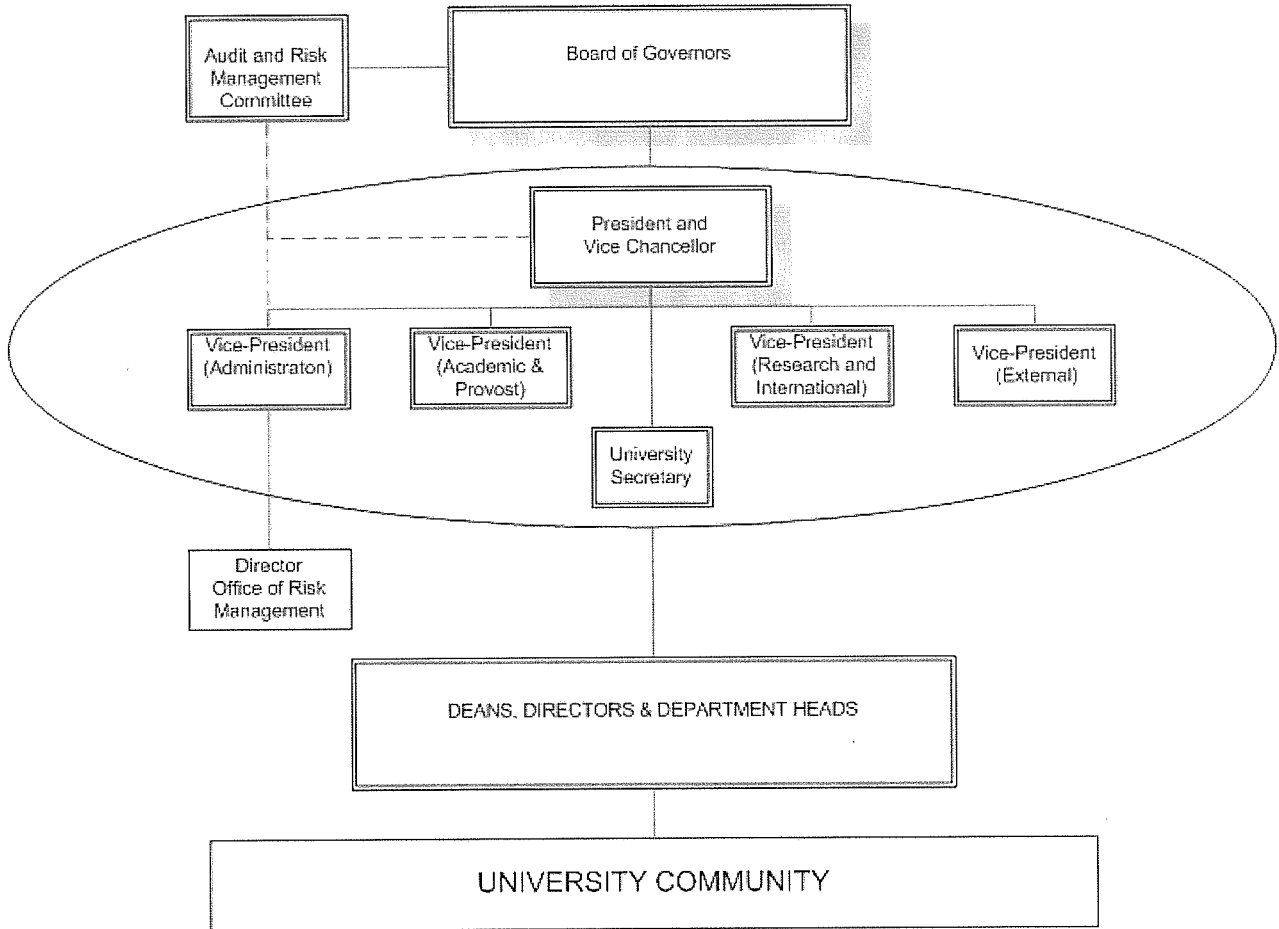 Audit and Risk
Management
Committee
Board of Governors
President and
Vice Chancellor
Vice-President
(Administraton)
Vice-President
(Academic &
Provost)
Vice-President
(Research and
International)
Vice-President
(External)
University
Secretary
Director
Office of Risk
Management
DEANS, DIRECTORS & DEPARTMENT HEADS
UNIVERSITY COMMUNITY